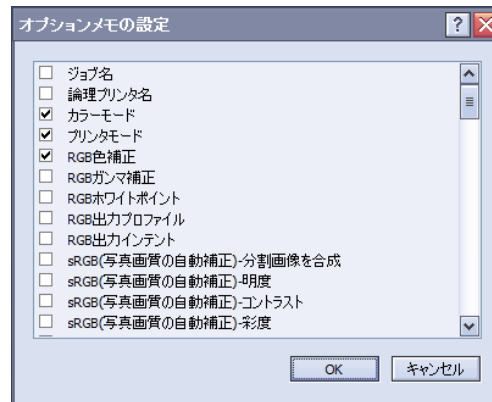 オプションメモの設定
ジョブ名
論理プリンタ名
カラーモード
プリンタモード
RGB色補正
RGBガンマ補正
RGBホワイトポイント
RGB出力プロファイル
RGB出力インテント
sRGB(写真画質の自動補正)-分割画像を合成
sRGB(写真画質の自動補正)-明度
sRGB(写真画質の自動補正)-コントラスト
sRGB(写真画質の自動補正)-彩度
OK キャンセル